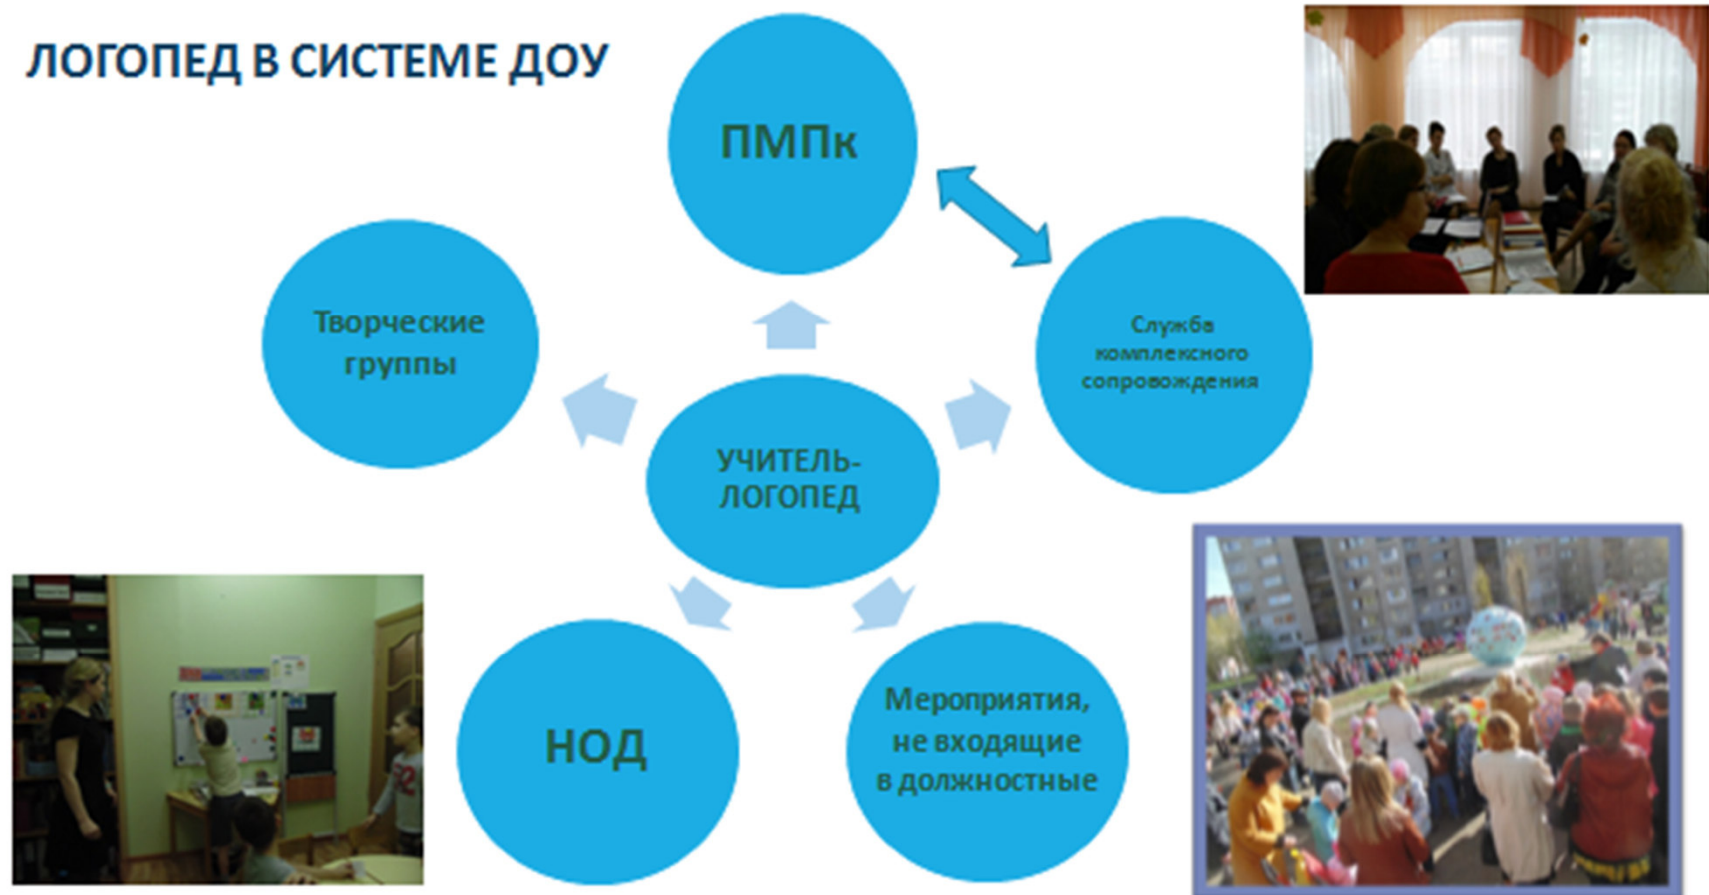 ЛОГОПЕД В СИСТЕМЕ ДОУ
ПМПк
Творческие
группы
Служба
комплексного
сопровождения
УЧИТЕЛЬ-
ЛОГОПЕД
НОД
Мероприятия,
не входящие
в должностные